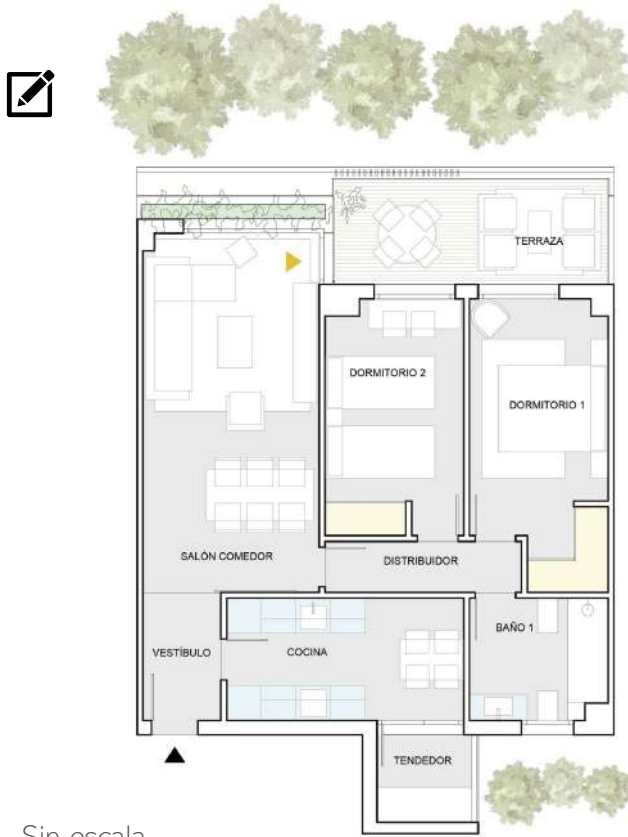 TERRAZA
DORMITORIO 2
DORMITORIO 1
SALÓN COMEDOR
DISTRIBUIDOR
BAÑO 1
VESTÍBULO
COCINA
TENDEDOR
Sin escala